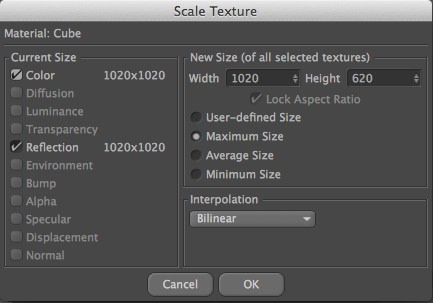 Scale Texture
Material: Cube
Current Size
Color 1020x1020
Diffusion
Luminance
Transparency
Reflection 1020x1020
Environment
Bump
Alpha
Specular
Displacement
Normal
New Size (of all selected textures)
Width 1020 Height 620
Lock Aspect Ratio
User-defined Size
Maximum Size
Average Size
Minimum Size
Interpolation
Bilinear
Cancel OK